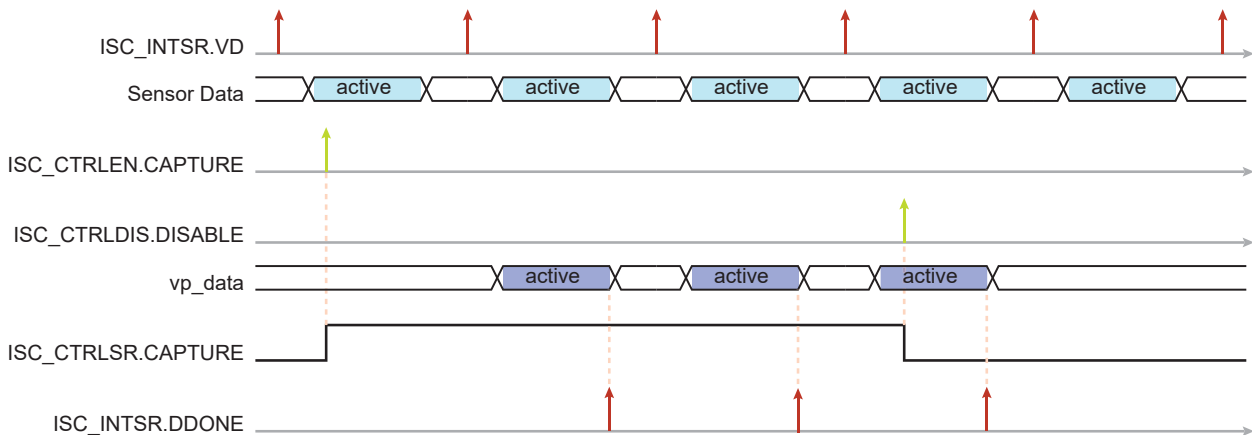 ISC_INTSR.VD
Sensor Data active active active active active
ISC_CTRLEN.CAPTURE
ISC_CTRLDIS.DISABLE
vp_data active active active
ISC_CTRLSR.CAPTURE
ISC_INTSR.DDONE